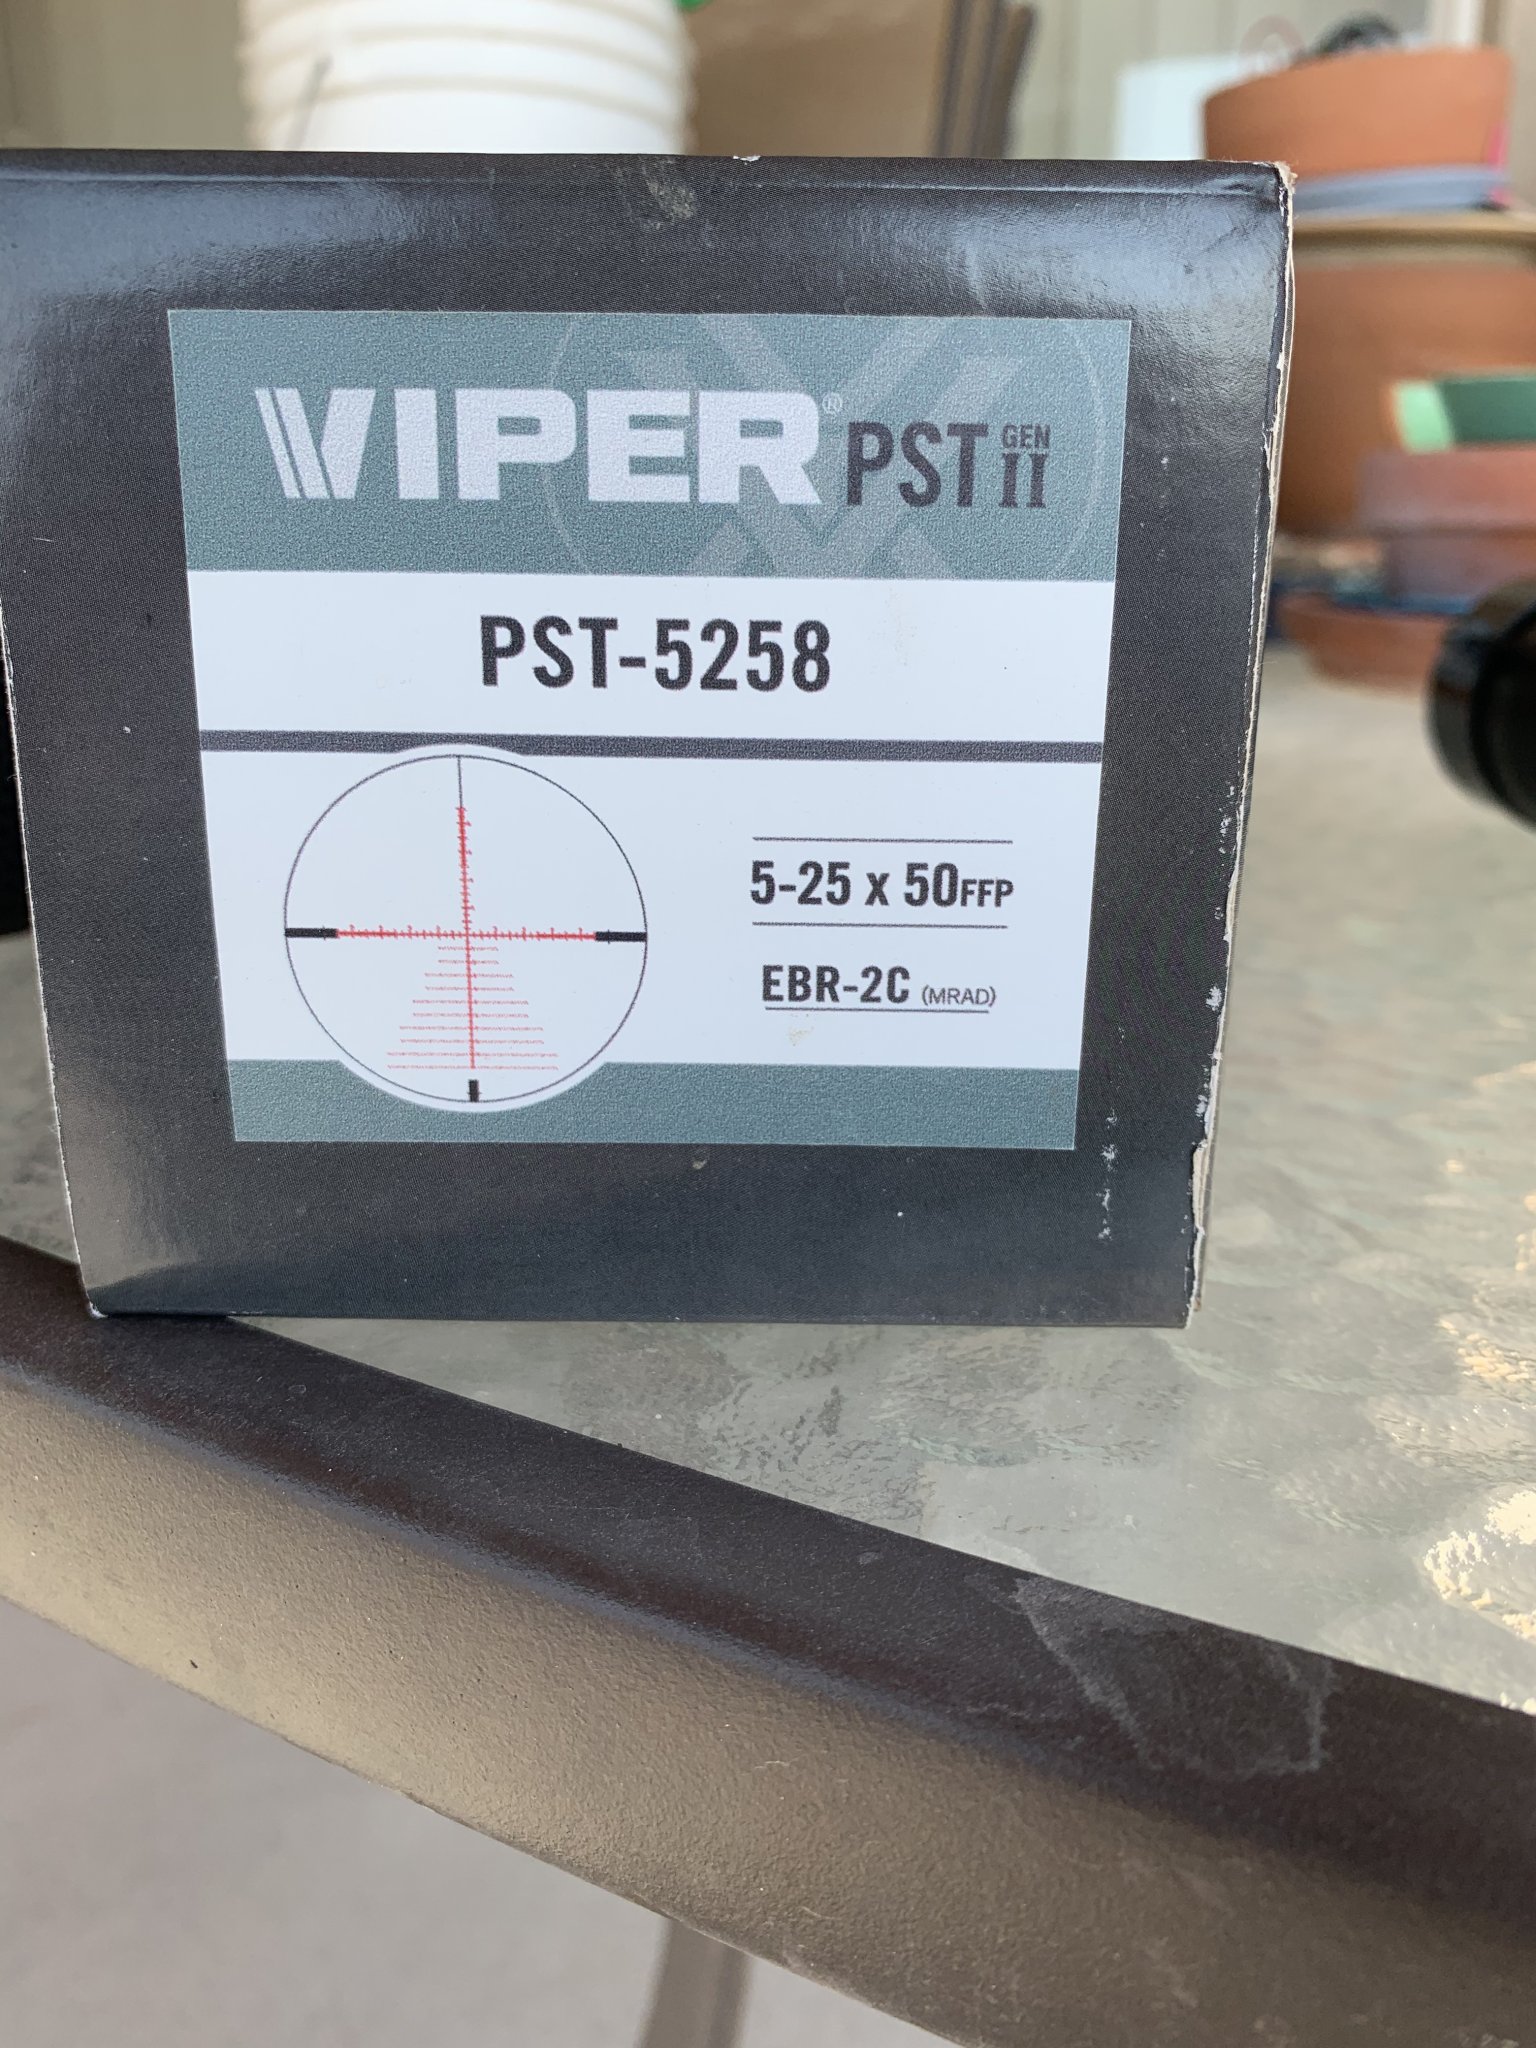 VIPER® PST GEN II
PST-5258
5-25 x 50FFP
EBR-2C (MRAD)